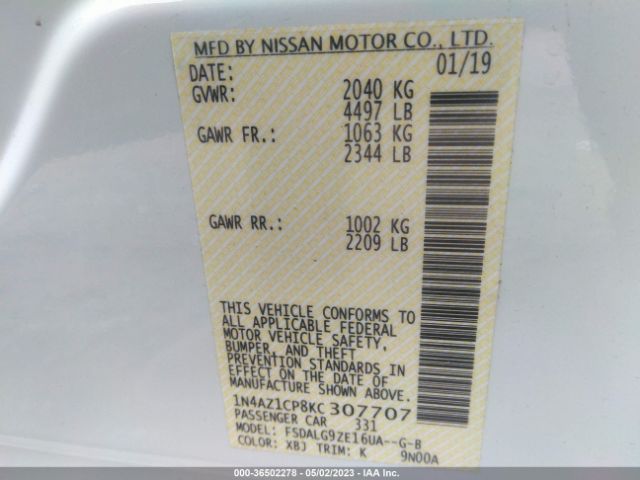 MFD BY NISSAN MOTOR CO., LTD.
DATE: 01/19
GVWR: 2040 KG
4497 LB
GAWR FR.: 1063 KG
2344 LB
GAWR RR.: 1002 KG
2209 LB
THIS VEHICLE CONFORMS TO
ALL APPLICABLE FEDERAL
MOTOR VEHICLE SAFETY,
BUMPER, AND THEFT
PREVENTION STANDARDS IN
EFFECT ON THE DATE OF
MANUFACTURE SHOWN ABOVE.
1N4AZ1CP8KC 307707
PASSENGER CAR 331
MODEL: FSDALG9ZE16UA--G-B
COLOR: XBJ TRIM: K 9N00A
000-36502278 - 05/02/2023 - IAA Inc.